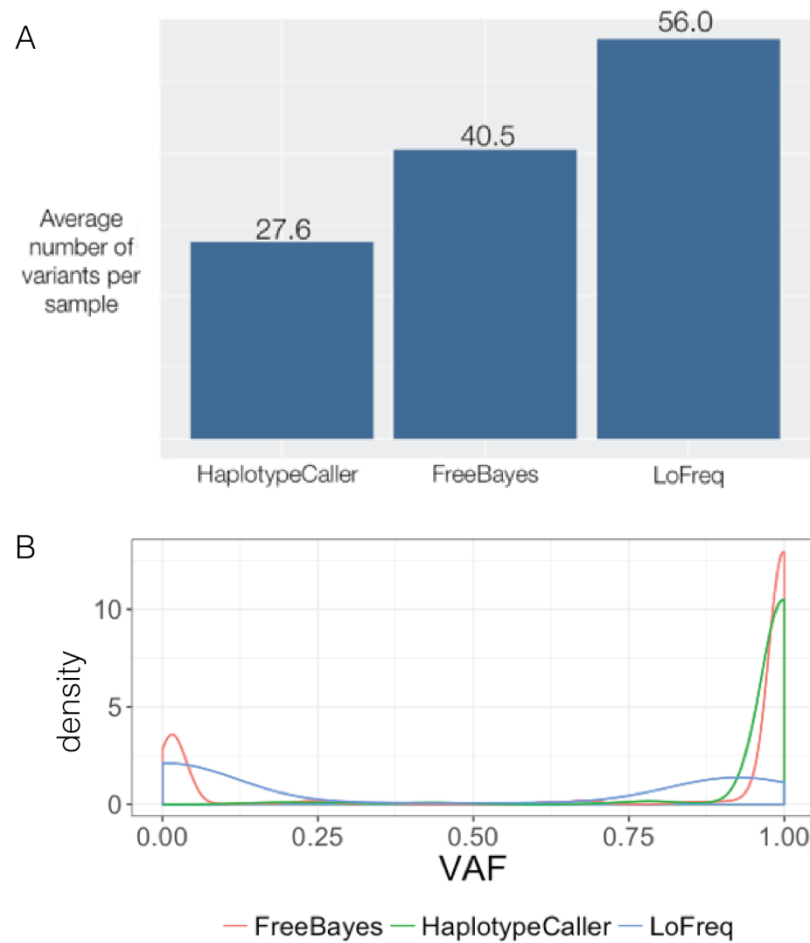 A
56.0
40.5
27.6
Average
number of
variants per
sample
HaplotypeCaller FreeBayes LoFreq
B
10
5
0
density
0.00 0.25 0.50 0.75 1.00
VAF
FreeBayes HaplotypeCaller LoFreq